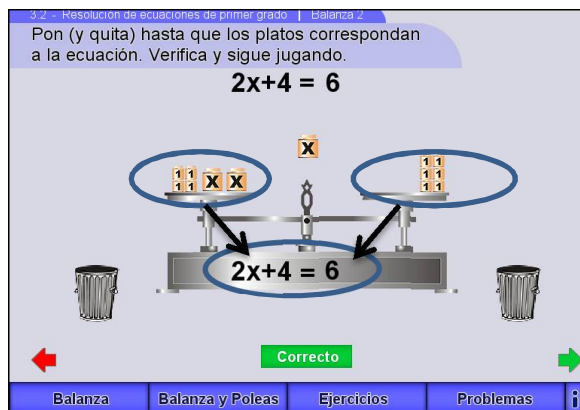 3.2 - Resolución de ecuaciones de primer grado | Balanza 2
Pon (y quita) hasta que los platos correspondan
a la ecuación. Verifica y sigue jugando.
2x+4 = 6
X
1 1 X X 1 1
1 1 1 1
1 1
2x+4 = 6
Correcto
Balanza Balanza y Poleas Ejercicios Problemas i